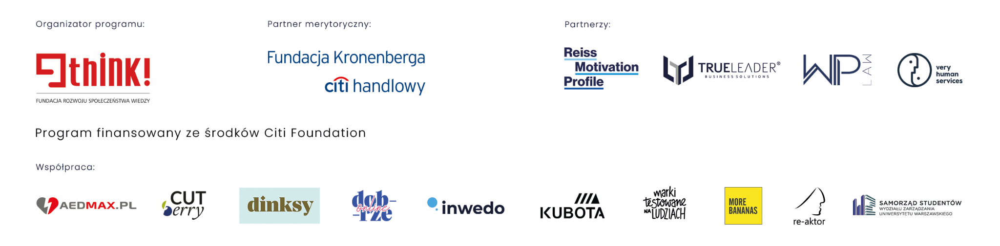 Organizator programu:
think!
FUNDACJA ROZWOJU SPOŁECZEŃSTWA WIEDZY
Partner merytoryczny:
Fundacja Kronenberga
citi handlowy
Partnerzy:
Reiss
Motivation
Profile
TRUELEADER®
BUSINESS SOLUTIONS
WP LAW
very
human
services
Program finansowany ze środków Citi Foundation
Współpraca:
AEDMAX.PL
CUT
berry
dinksy
dob-
online
-rze
inwedo
KUBOTA
marki
testowane
NA LUDZIACH
MORE
BANANAS
re-aktor
SAMORZĄD STUDENTÓW
WYDZIAŁU ZARZĄDZANIA
UNIWERSYTETU WARSZAWSKIEGO